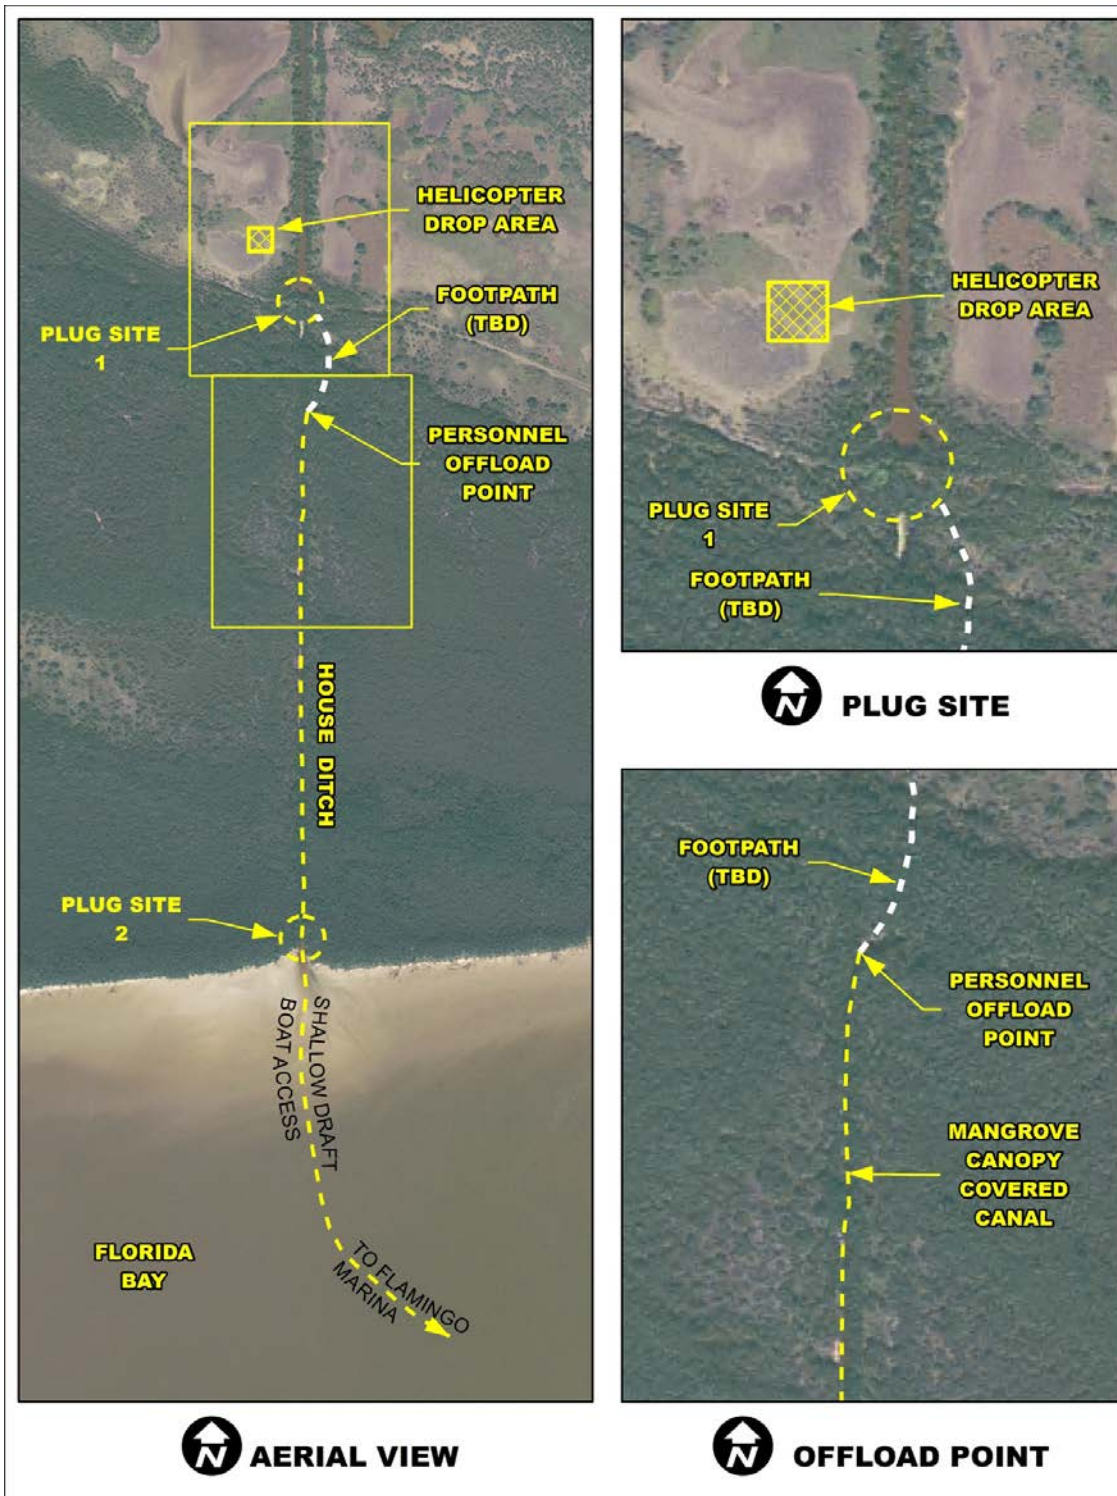 HELICOPTER
DROP AREA
FOOTPATH
(TBD)
PLUG SITE
1
PERSONNEL
OFFLOAD
POINT
HOUSE DITCH
PLUG SITE
2
SHALLOW DRAFT
BOAT ACCESS
FLORIDA
BAY
TO FLAMINGO
MARINA
N
AERIAL VIEW
HELICOPTER
DROP AREA
PLUG SITE
1
FOOTPATH
(TBD)
N
PLUG SITE
FOOTPATH
(TBD)
PERSONNEL
OFFLOAD
POINT
MANGROVE
CANOPY
COVERED
CANAL
N
OFFLOAD POINT